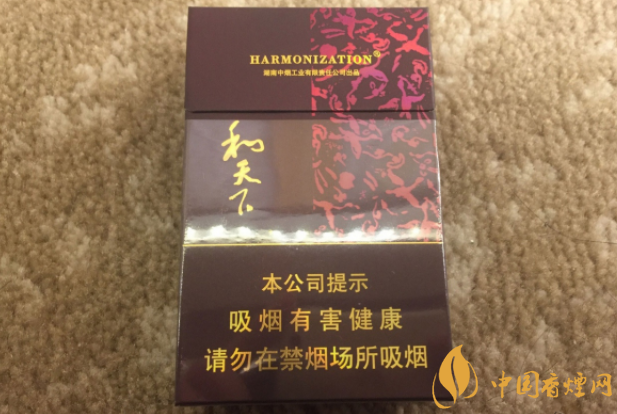 HARMONIZATION®
湖南中烟工业有限责任公司出品
和天下
本公司提示
吸烟有害健康
请勿在禁烟场所吸烟
中国香烟网